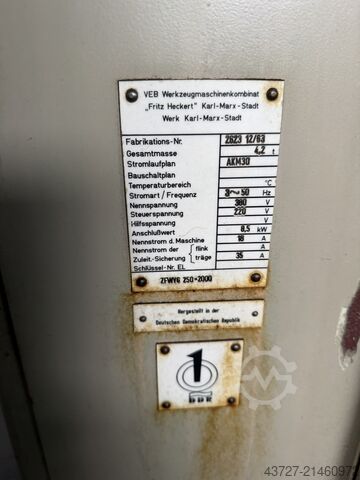 VEB Werkzeugmaschinenkombinat
„Fritz Heckert" Karl-Marx-Stadt
Werk Karl-Marx-Stadt
Fabrikations-Nr. 2623 12/63
Gesamtmasse 4,2 t
Stromlaufplan AKM30
Bauschaltplan
Temperaturbereich °C
Stromart / Frequenz 3~50 Hz
Nennspannung 380 V
Steuerspannung 220 V
Hilfsspannung V
Anschlußwert 8,5 kW
Nennstrom d. Maschine 18 A
Nennstrom der flink A
Zuleit.-Sicherung träge 35 A
Schlüssel-Nr. EL
ZFWVG 250×2000
Hergestellt in der
Deutschen Demokratischen Republik
1
DDR
43727-21460972